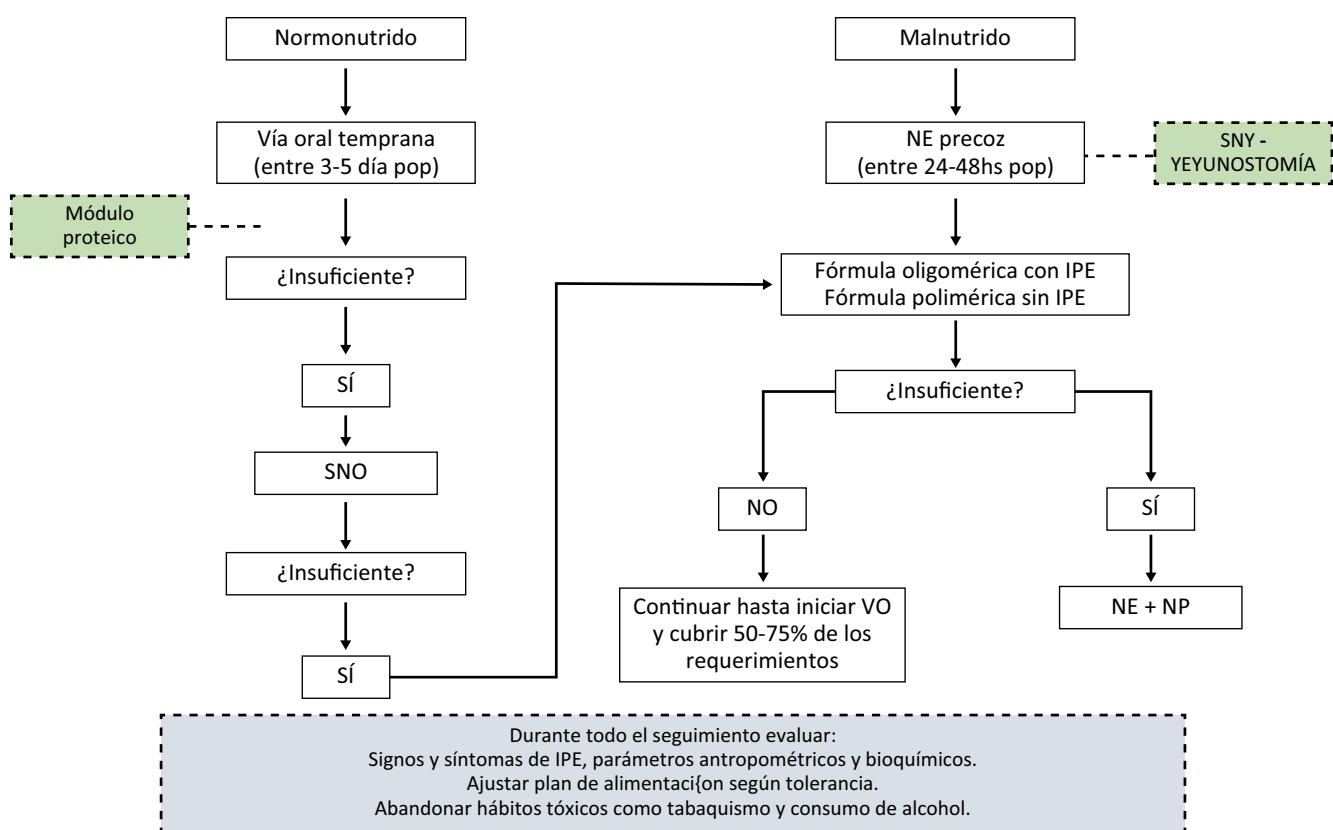 Normonutrido
Vía oral temprana
(entre 3-5 día pop)
Módulo
proteico
¿Insuficiente?
SÍ
SNO
¿Insuficiente?
SÍ
Malnutrido
NE precoz
(entre 24-48hs pop)
SNY -
YEYUNOSTOMÍA
Fórmula oligomérica con IPE
Fórmula polimérica sin IPE
¿Insuficiente?
NO
SÍ
Continuar hasta iniciar VO
y cubrir 50-75% de los
requerimientos
NE + NP
Durante todo el seguimiento evaluar:
Signos y síntomas de IPE, parámetros antropométricos y bioquímicos.
Ajustar plan de alimentaci{on según tolerancia.
Abandonar hábitos tóxicos como tabaquismo y consumo de alcohol.